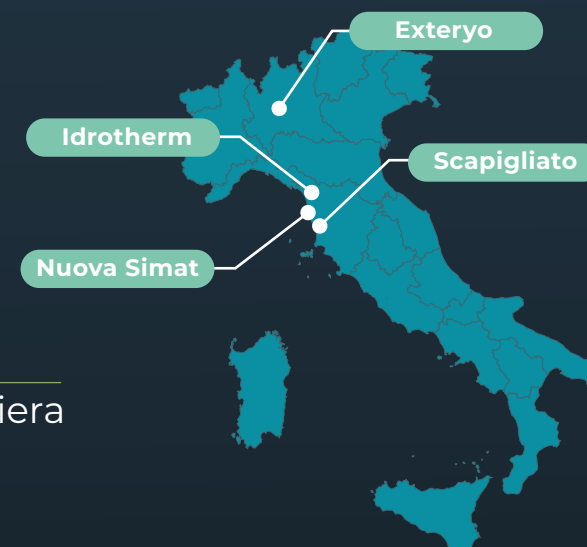 Exteryo
Idrotherm
Scapigliato
Nuova Simat
iera